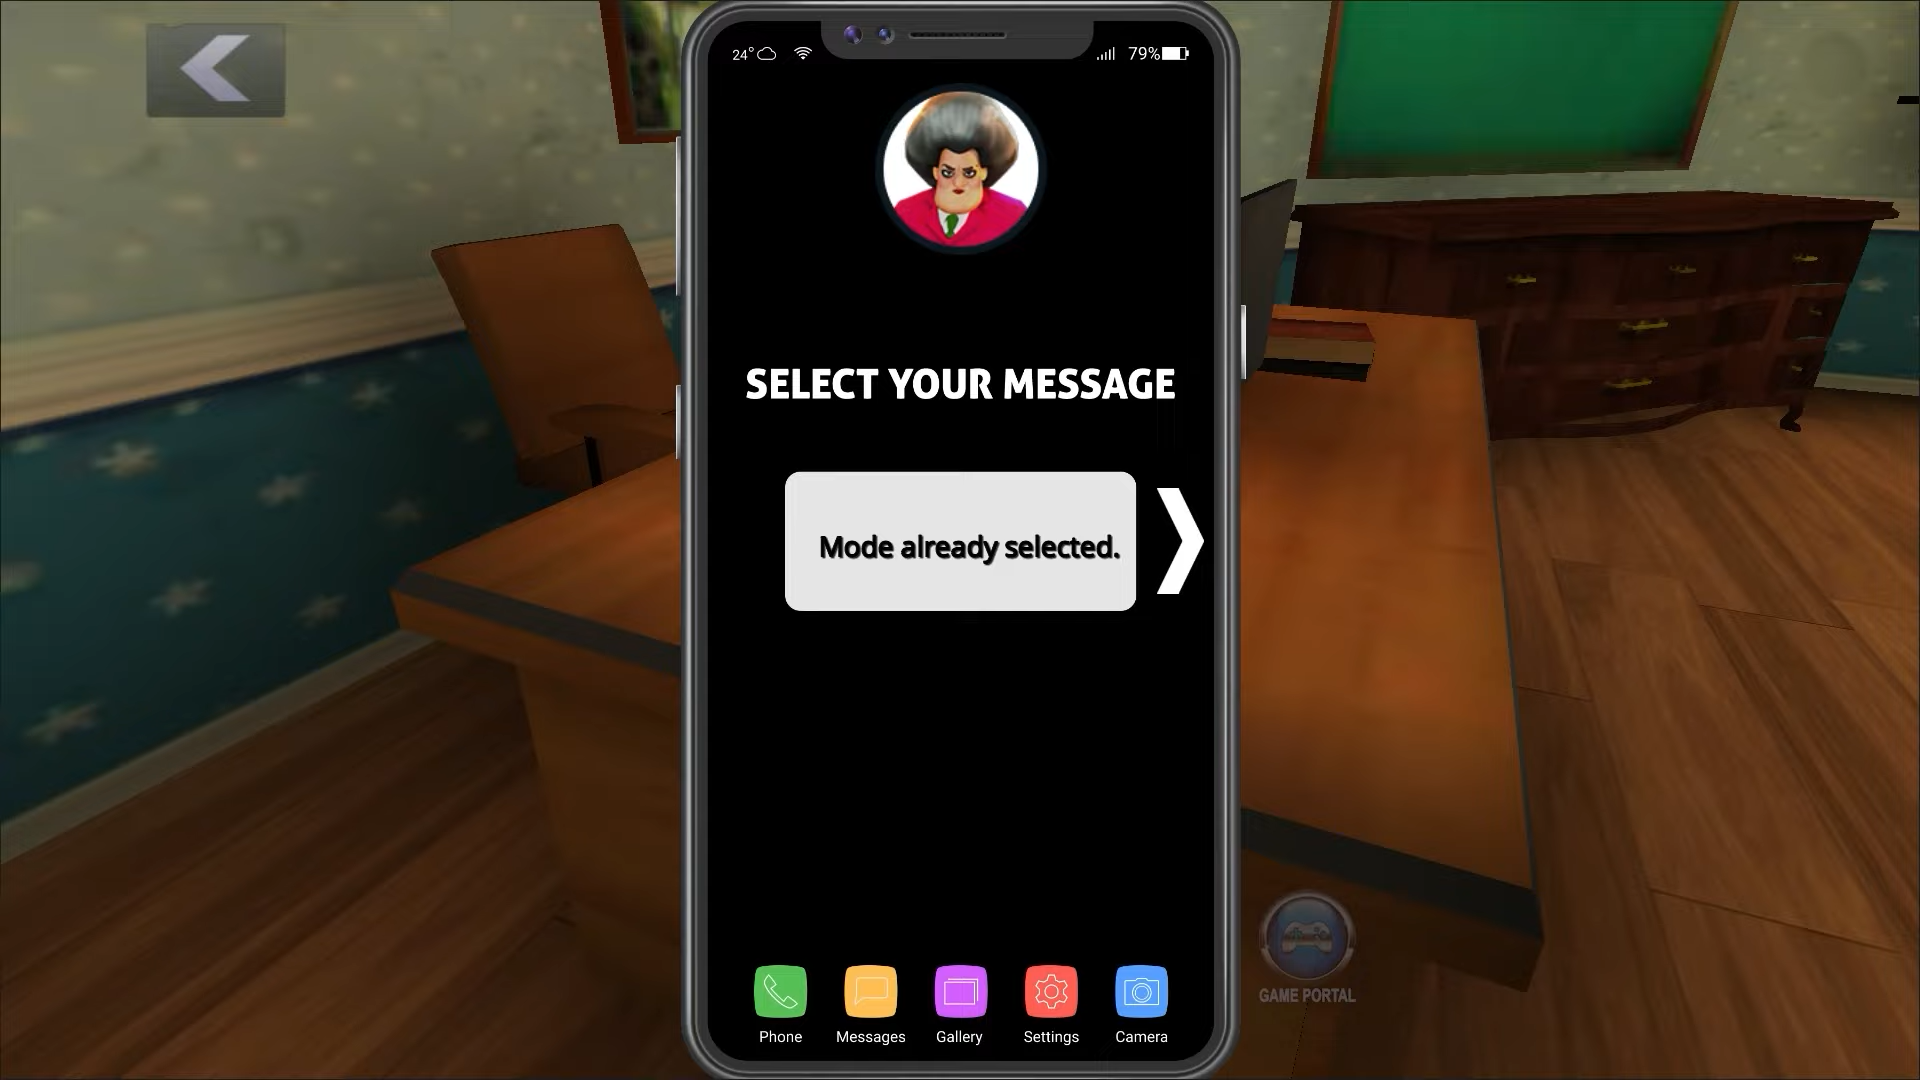 24°
79%
SELECT YOUR MESSAGE
Mode already selected.
GAME PORTAL
Phone
Messages
Gallery
Settings
Camera